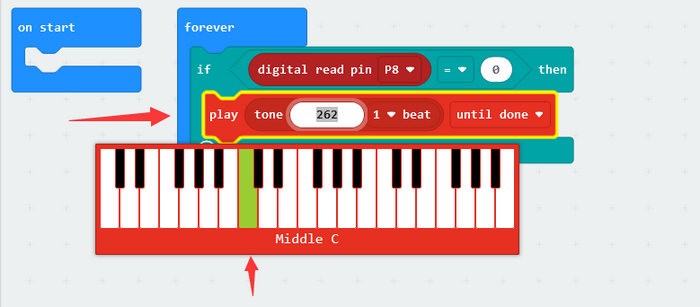 on start
forever
if digital read pin P8 = 0 then
play tone 262 1 beat until done
Middle C